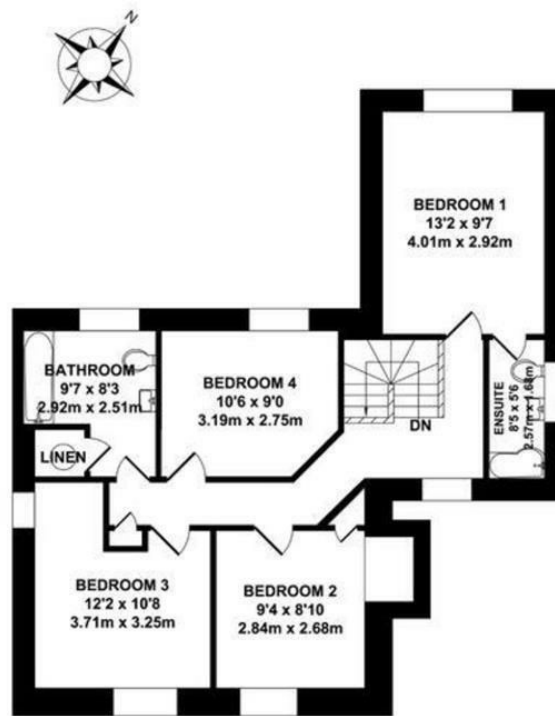 N
BEDROOM 1
13'2 x 9'7
4.01m x 2.92m
BATHROOM
9'7 x 8'3
2.92m x 2.51m
LINEN
BEDROOM 4
10'6 x 9'0
3.19m x 2.75m
DN
ENSUITE
8'5 x 5'6
2.57m x 1.68m
BEDROOM 3
12'2 x 10'8
3.71m x 3.25m
BEDROOM 2
9'4 x 8'10
2.84m x 2.68m